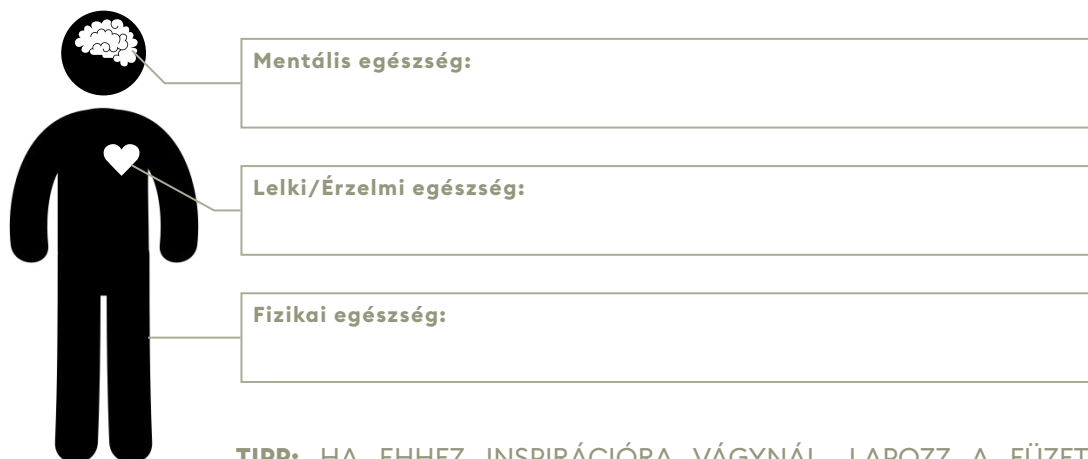 Mentális egészség:
Lelki/Érzelmi egészség:
Fizikai egészség:
TIPP: HA EHHEZ INSPIRÁCIÓRA VÁGYNÁL, LAPOZZ A FÜZET